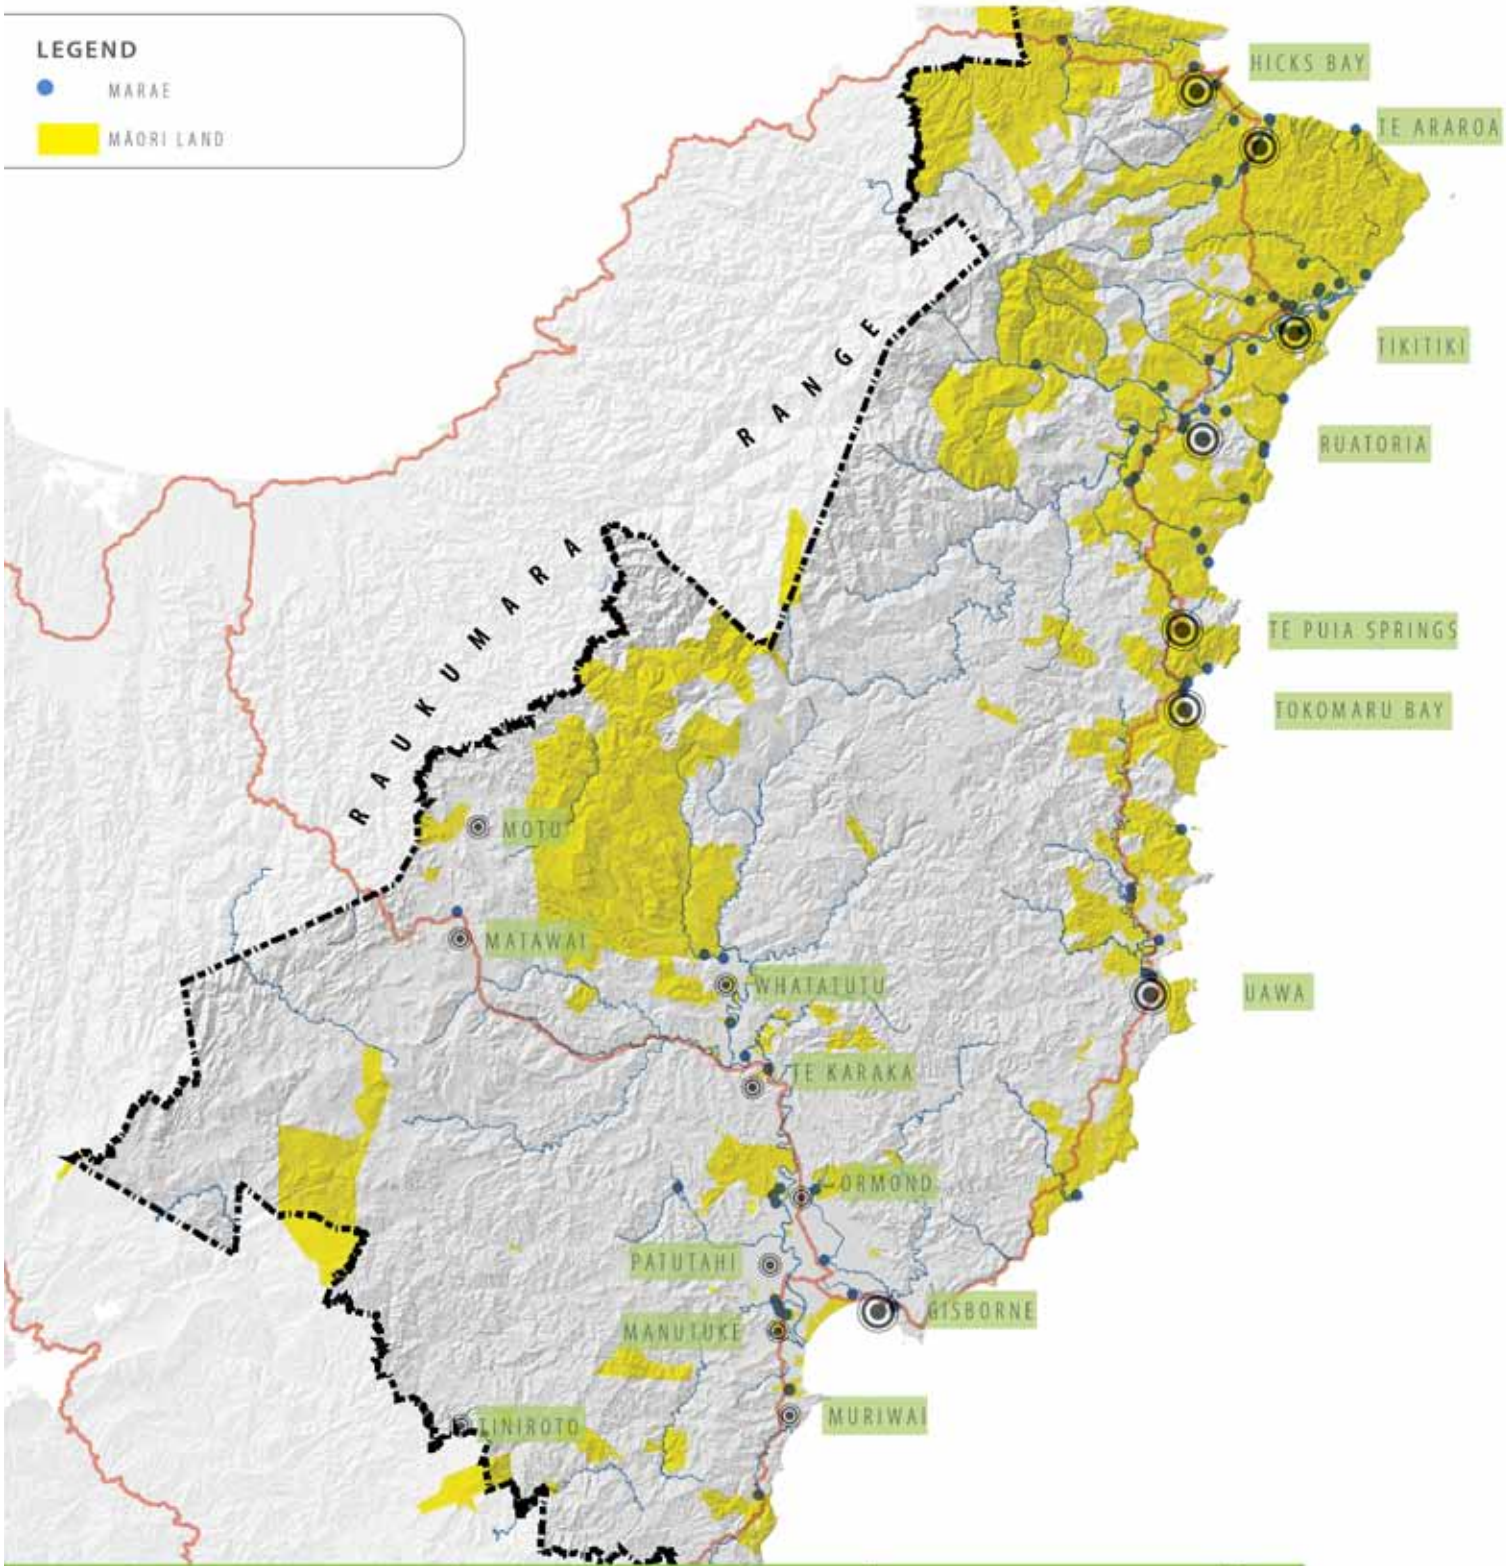 LEGEND
MARAE
MĀORI LAND
HICKS BAY
TE ARAROA
TIKITIKI
RUATORIA
TE PUIA SPRINGS
TOKOMARU BAY
RAUKUMARA RANGE
MOTU
MATAWAI
WHATATUTU
UAWA
TE KARAKA
ORMOND
PATUTAHI
GISBORNE
MANUTUKE
MURIWAI
TINIROTO